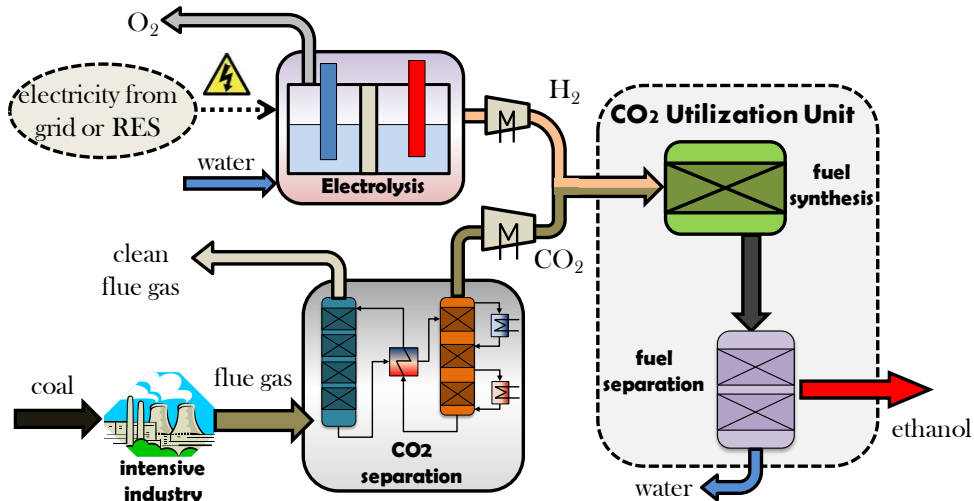 O2
electricity from
grid or RES
water
Electrolysis
M
H2
CO2 Utilization Unit
fuel
synthesis
M
CO2
clean
flue gas
M
M
fuel
separation
coal
flue gas
intensive
industry
CO2
separation
ethanol
water